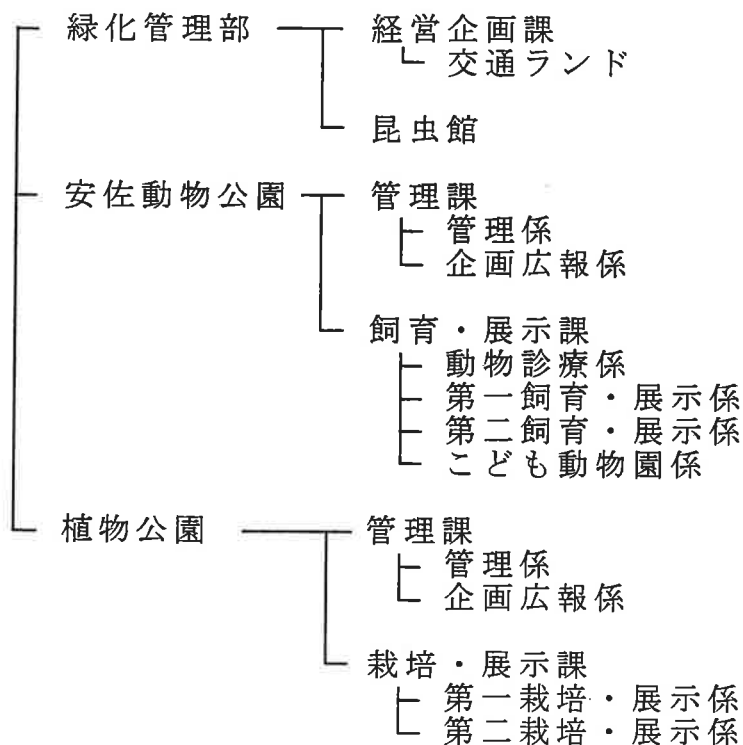 緑化管理部 経営企画課
交通ランド
昆虫館
安佐動物公園 管理課
管理係
企画広報係
飼育・展示課
動物診療係
第一飼育・展示係
第二飼育・展示係
こども動物園係
植物公園 管理課
管理係
企画広報係
栽培・展示課
第一栽培・展示係
第二栽培・展示係